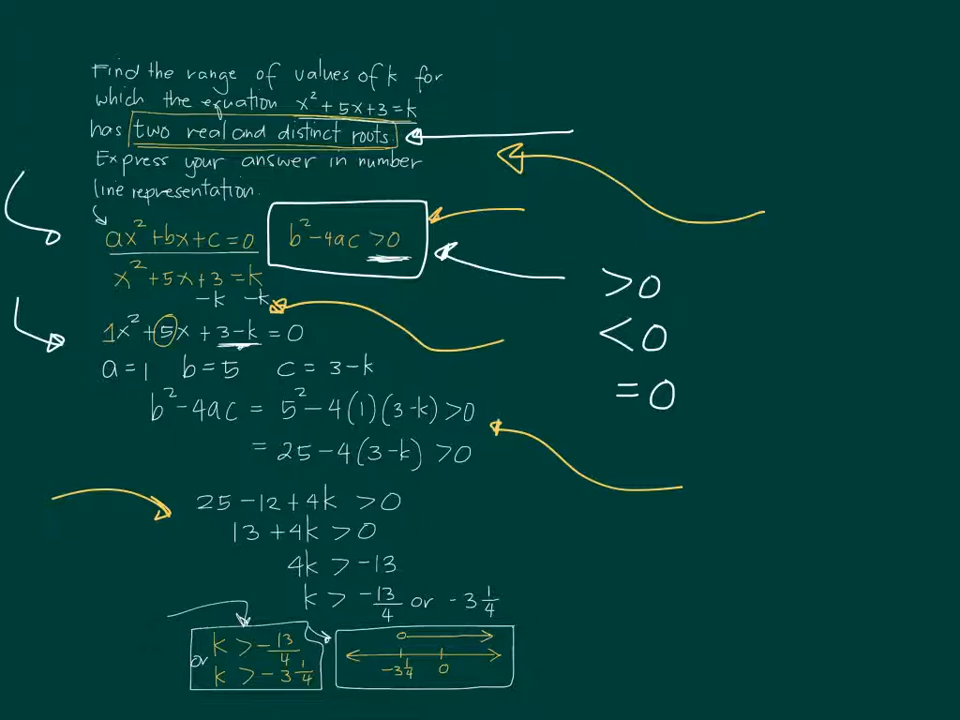 Find the range of values of k for
which the equation x² + 5x + 3 = k
has two real and distinct roots.
Express your answer in number
line representation.
ax² + bx + c = 0
b² - 4ac > 0
x² + 5x + 3 = k
-k -k
> 0
< 0
= 0
1x² + 5x + 3 - k = 0
a = 1 b = 5 c = 3 - k
b² - 4ac = 5² - 4(1)(3 - k) > 0
= 25 - 4(3 - k) > 0
25 - 12 + 4k > 0
13 + 4k > 0
4k > -13
k > -13/4 or -3 1/4
k > -13/4
or
k > -3 1/4
-3 1/4 0